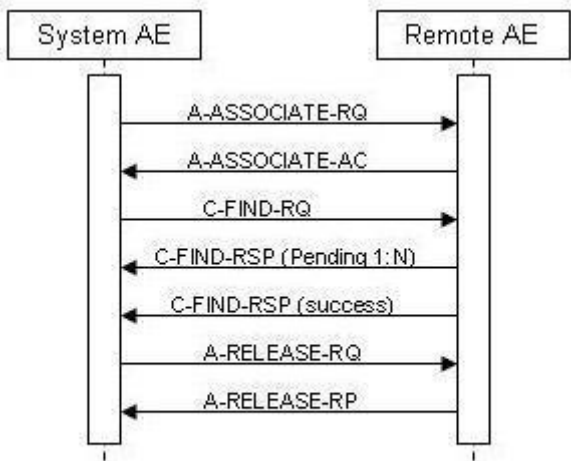 System AE
Remote AE
A-ASSOCIATE-RQ
A-ASSOCIATE-AC
C-FIND-RQ
C-FIND-RSP (Pending 1:N)
C-FIND-RSP (success)
A-RELEASE-RQ
A-RELEASE-RP